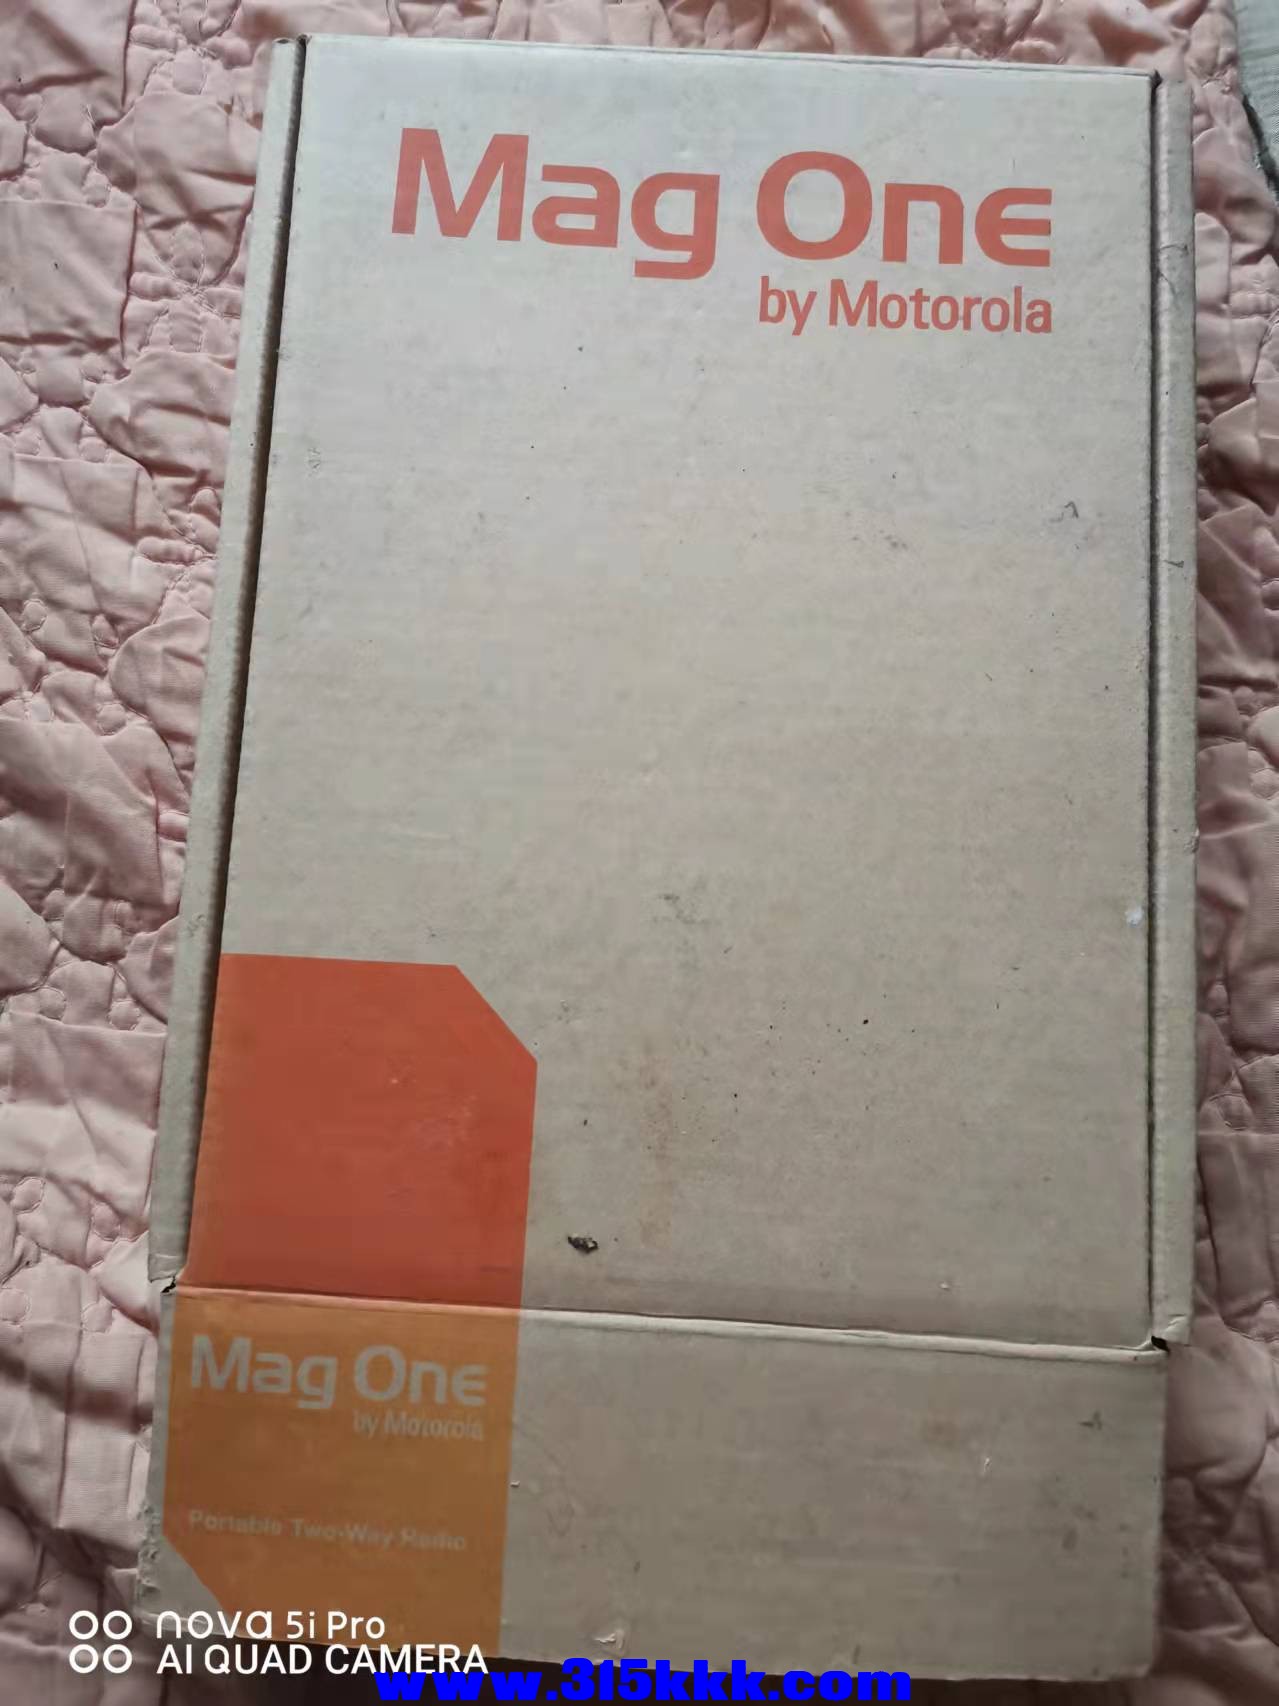 Mag One
by Motorola
Mag One
by Motorola
Portable Two-Way Radio
nova 5i Pro
AI QUAD CAMERA
www.315kkk.com